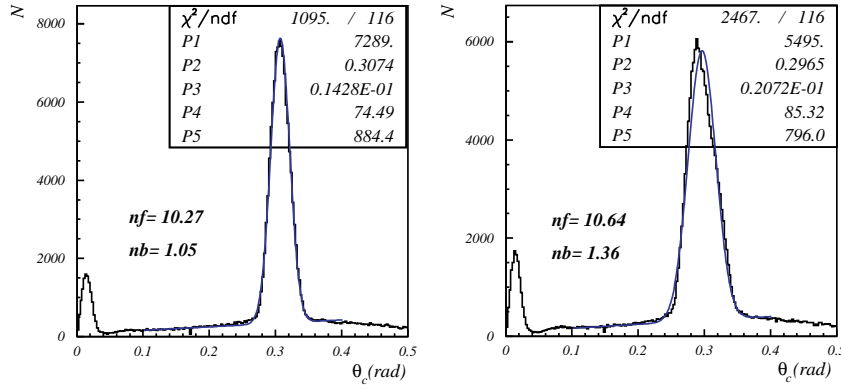 N
χ²/ndf 1095. / 116
P1 7289.
P2 0.3074
P3 0.1428E-01
P4 74.49
P5 884.4
8000
6000
4000
2000
0
nf= 10.27
nb= 1.05
0 0.1 0.2 0.3 0.4 0.5
θc(rad)
N
χ²/ndf 2467. / 116
P1 5495.
P2 0.2965
P3 0.2072E-01
P4 85.32
P5 796.0
6000
4000
2000
0
nf= 10.64
nb= 1.36
0 0.1 0.2 0.3 0.4 0.5
θc(rad)